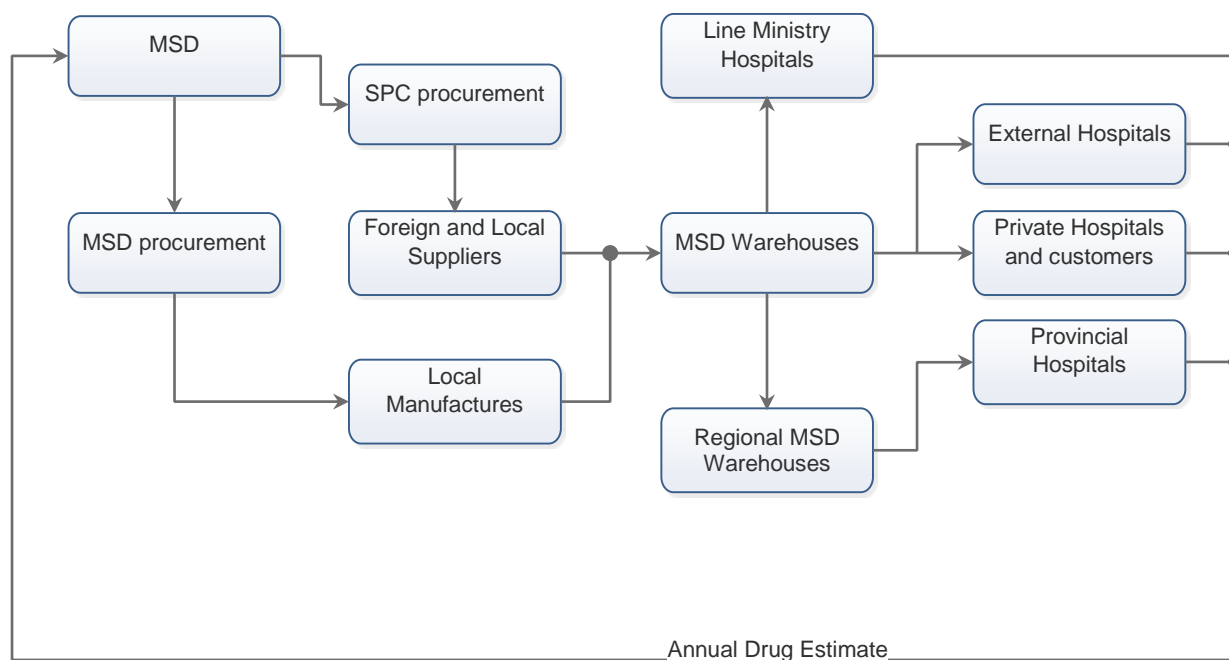 MSD
SPC procurement
Line Ministry
Hospitals
External Hospitals
MSD procurement
Foreign and Local
Suppliers
MSD Warehouses
Private Hospitals
and customers
Local
Manufactures
Provincial
Hospitals
Regional MSD
Warehouses
Annual Drug Estimate